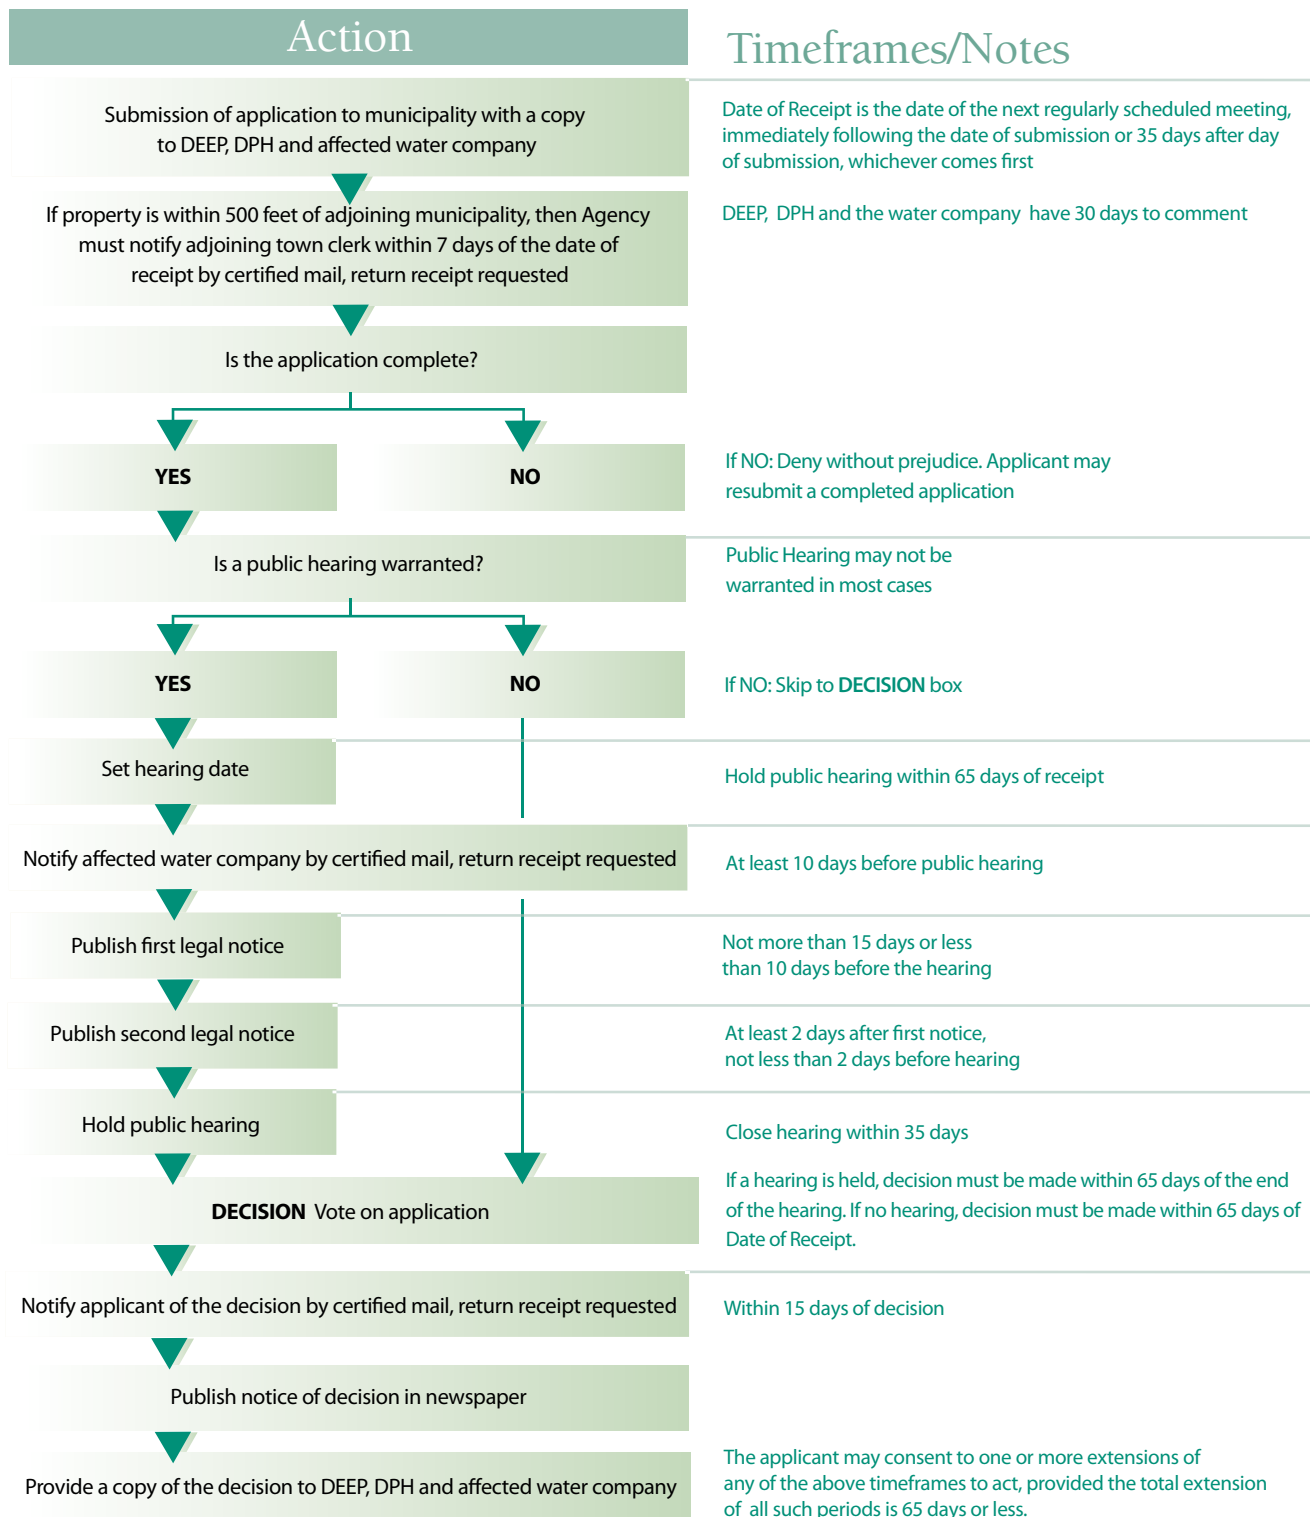 Action
Timeframes/Notes
Submission of application to municipality with a copy
to DEEP, DPH and affected water company
Date of Receipt is the date of the next regularly scheduled meeting,
immediately following the date of submission or 35 days after day
of submission, whichever comes first
If property is within 500 feet of adjoining municipality, then Agency
must notify adjoining town clerk within 7 days of the date of
receipt by certified mail, return receipt requested
DEEP, DPH and the water company have 30 days to comment
Is the application complete?
YES
NO
If NO: Deny without prejudice. Applicant may
resubmit a completed application
Is a public hearing warranted?
Public Hearing may not be
warranted in most cases
YES
NO
If NO: Skip to DECISION box
Set hearing date
Hold public hearing within 65 days of receipt
Notify affected water company by certified mail, return receipt requested
At least 10 days before public hearing
Publish first legal notice
Not more than 15 days or less
than 10 days before the hearing
Publish second legal notice
At least 2 days after first notice,
not less than 2 days before hearing
Hold public hearing
Close hearing within 35 days
DECISION Vote on application
If a hearing is held, decision must be made within 65 days of the end
of the hearing. If no hearing, decision must be made within 65 days of
Date of Receipt.
Notify applicant of the decision by certified mail, return receipt requested
Within 15 days of decision
Publish notice of decision in newspaper
Provide a copy of the decision to DEEP, DPH and affected water company
The applicant may consent to one or more extensions of
any of the above timeframes to act, provided the total extension
of all such periods is 65 days or less.